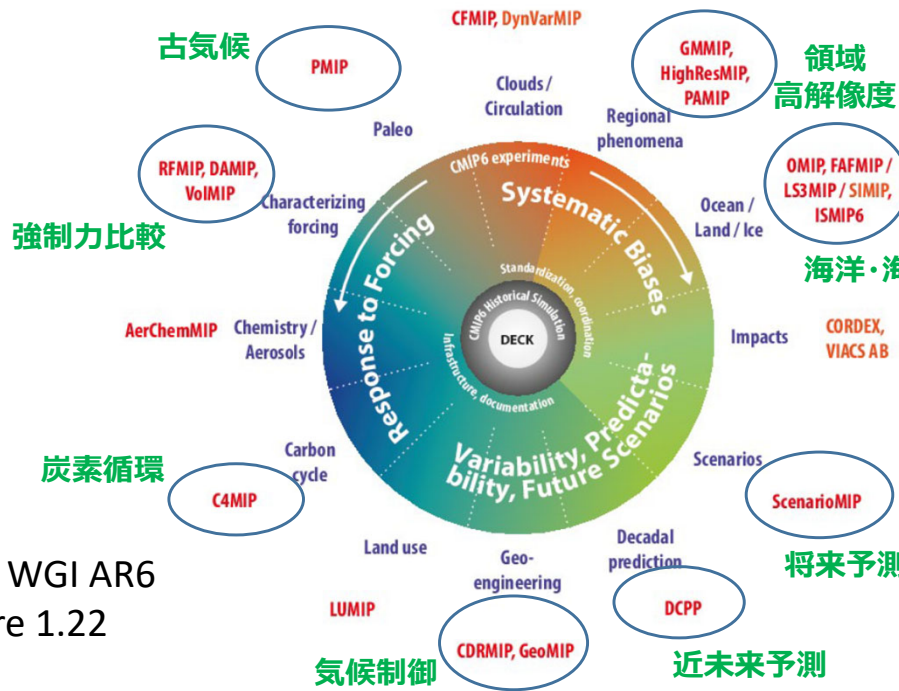 CFMIP, DynVarMIP
古気候
PMIP
GMMIP,
HighResMIP,
PAMIP
領域
高解像度
Clouds /
Circulation
Regional
phenomena
Paleo
RFMIP, DAMIP,
VolMIP
Characterizing
forcing
強制力比較
OMIP, FAFMIP /
LS3MIP / SIMIP,
ISMIP6
Ocean /
Land / Ice
海洋・海
CMIP6 experiments
Systematic Biases
Response to Forcing
Standardization, coordination
CMIP6 Historical Simulation
DECK
Infrastructure, documentation
Variability, Predicta-
bility, Future Scenarios
AerChemMIP
Chemistry /
Aerosols
Impacts
CORDEX,
VIACS AB
炭素循環
C4MIP
Carbon
cycle
Scenarios
ScenarioMIP
将来予測
Land use
LUMIP
Geo-
engineering
CDRMIP, GeoMIP
気候制御
Decadal
prediction
DCPP
近未来予測
WGI AR6
re 1.22